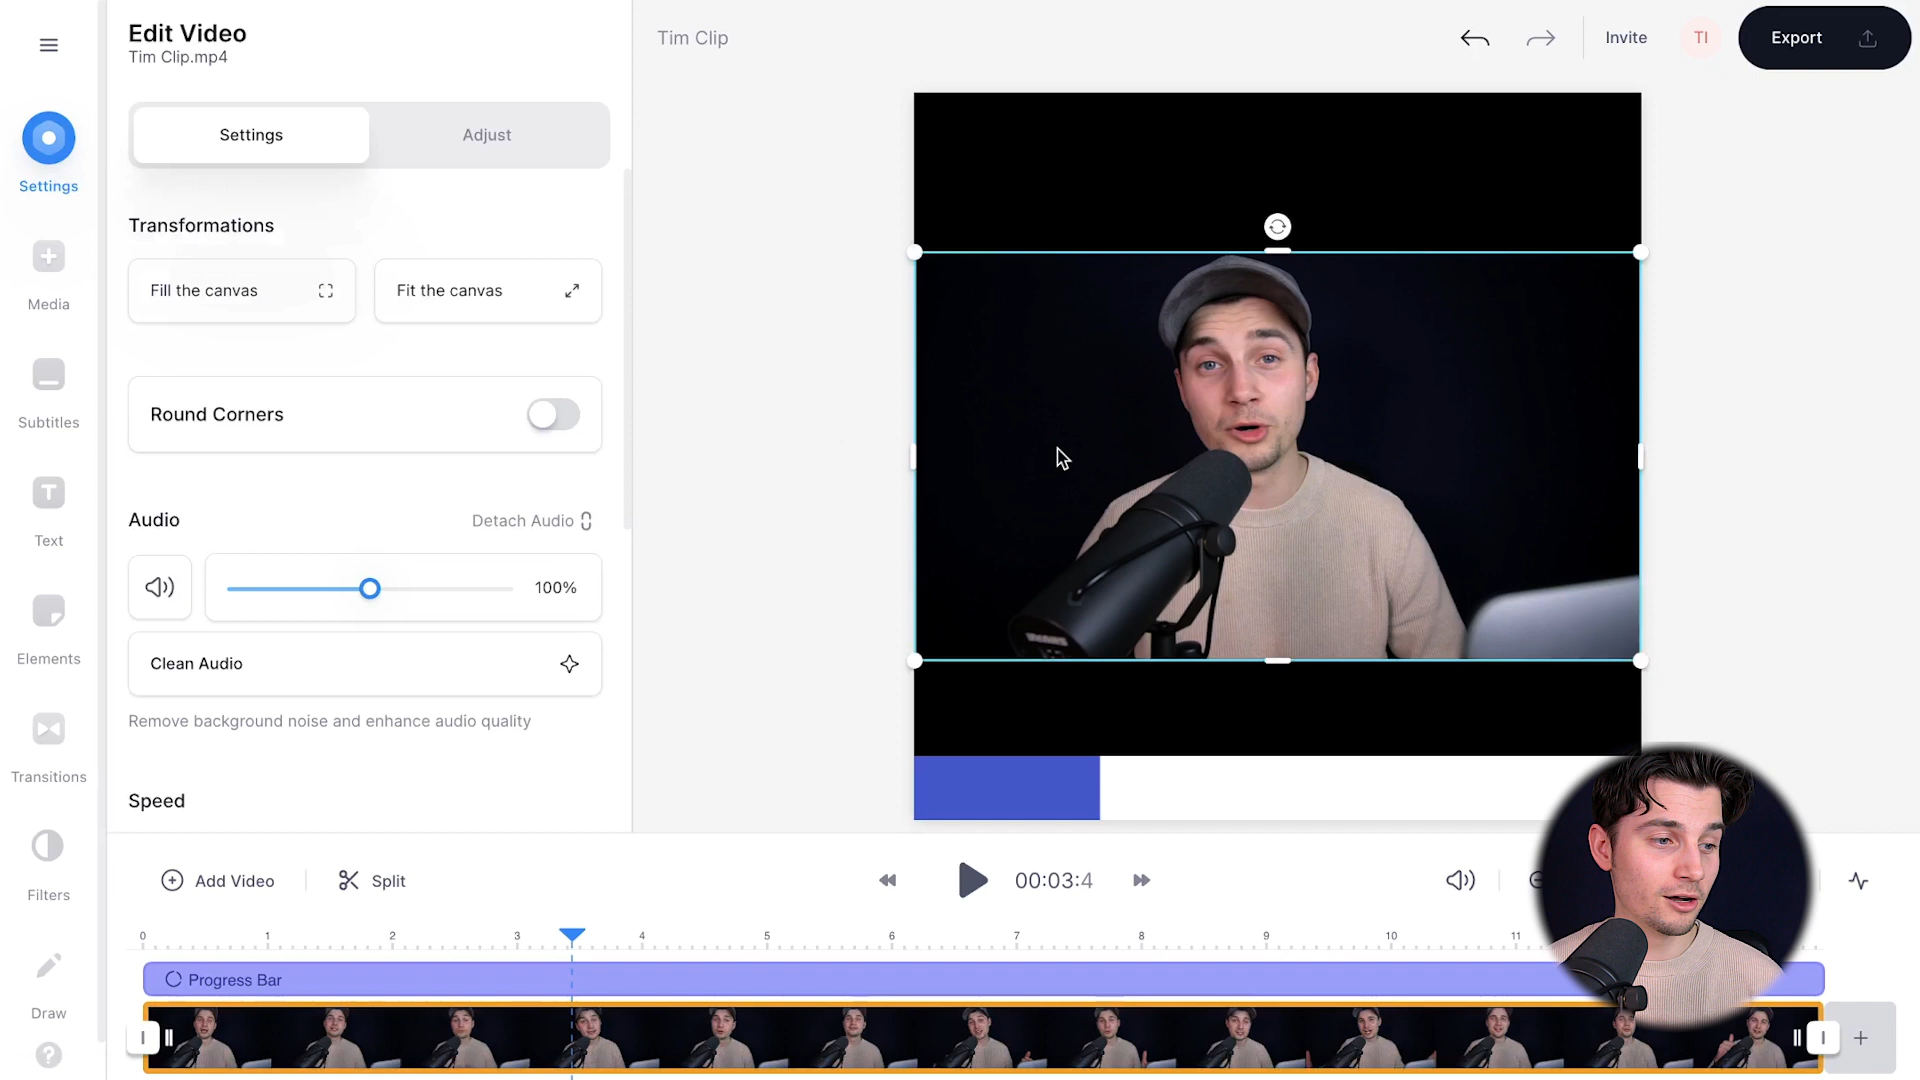 Edit Video
Tim Clip.mp4
Tim Clip
Invite
TI
Export
Settings
Media
Subtitles
Text
Elements
Transitions
Filters
Draw
Settings
Adjust
Transformations
Fill the canvas
Fit the canvas
Round Corners
Audio
Detach Audio
100%
Clean Audio
Remove background noise and enhance audio quality
Speed
Add Video
Split
00:03:4
0 1 2 3 4 5 6 7 8 9 10 11
Progress Bar